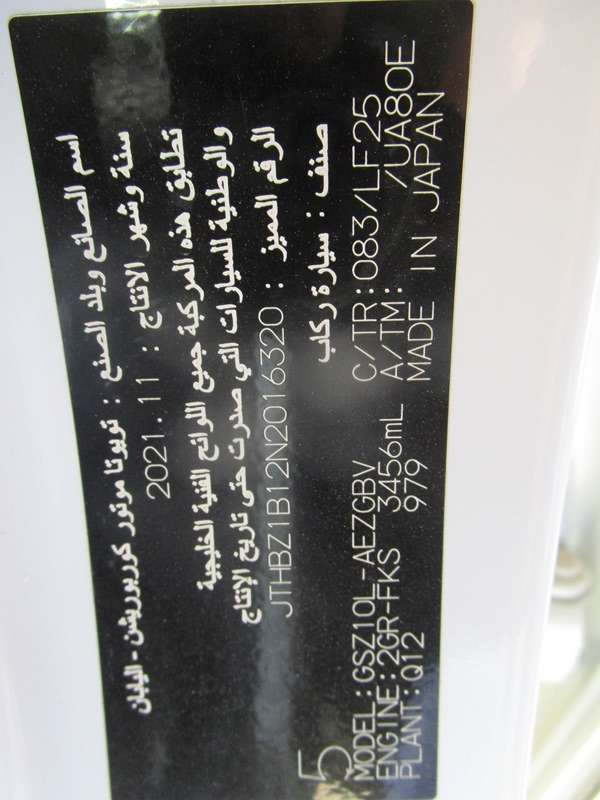 اسم الصانع وبلد الصنع : تويوتا موتور كوربوريشن - اليابان
سنة وشهر الانتاج : 2021.11
تطابق هذه المركبة جميع اللوائح الفنية الخليجية
والوطنية للسيارات التي صدرت حتى تاريخ الإنتاج
الرقم المميز : JTHBZ1B12N2016320
صنف : سيارة ركاب
5
MODEL:GSZ10L-AEZGBV C/TR:083/LF25
ENGINE:2GR-FKS 3456mL A/TM: /UA80E
PLANT:Q12 979 MADE IN JAPAN